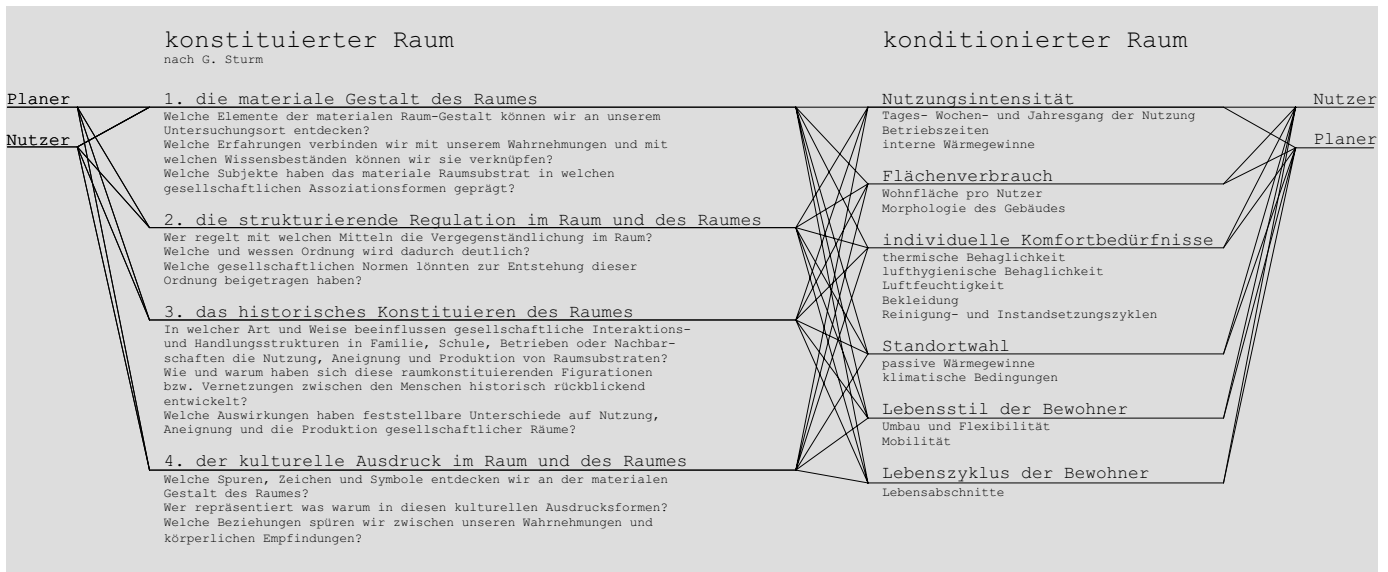 konstituierter Raum
nach G. Sturm
Planer
Nutzer
1. die materiale Gestalt des Raumes
Welche Elemente der materialen Raum-Gestalt können wir an unserem
Untersuchungsort entdecken?
Welche Erfahrungen verbinden wir mit unserem Wahrnehmungen und mit
welchen Wissensbeständen können wir sie verknüpfen?
Welche Subjekte haben das materiale Raumsubstrat in welchen
gesellschaftlichen Assoziationsformen geprägt?
2. die strukturierende Regulation im Raum und des Raumes
Wer regelt mit welchen Mitteln die Vergegenständlichung im Raum?
Welche und wessen Ordnung wird dadurch deutlich?
Welche gesellschaftlichen Normen lönnten zur Entstehung dieser
Ordnung beigetragen haben?
3. das historisches Konstituieren des Raumes
In welcher Art und Weise beeinflussen gesellschaftliche Interaktions-
und Handlungsstrukturen in Familie, Schule, Betrieben oder Nachbar-
schaften die Nutzung, Aneignung und Produktion von Raumsubstraten?
Wie und warum haben sich diese raumkonstituierenden Figurationen
bzw. Vernetzungen zwischen den Menschen historisch rückblickend
entwickelt?
Welche Auswirkungen haben feststellbare Unterschiede auf Nutzung,
Aneignung und die Produktion gesellschaftlicher Räume?
4. der kulturelle Ausdruck im Raum und des Raumes
Welche Spuren, Zeichen und Symbole entdecken wir an der materialen
Gestalt des Raumes?
Wer repräsentiert was warum in diesen kulturellen Ausdrucksformen?
Welche Beziehungen spüren wir zwischen unseren Wahrnehmungen und
körperlichen Empfindungen?
konditionierter Raum
Nutzungsintensität
Tages- Wochen- und Jahresgang der Nutzung
Betriebszeiten
interne Wärmegewinne
Flächenverbrauch
Wohnfläche pro Nutzer
Morphologie des Gebäudes
individuelle Komfortbedürfnisse
thermische Behaglichkeit
lufthygienische Behaglichkeit
Luftfeuchtigkeit
Bekleidung
Reinigung- und Instandsetzungszyklen
Standortwahl
passive Wärmegewinne
klimatische Bedingungen
Lebensstil der Bewohner
Umbau und Flexibilität
Mobilität
Lebenszyklus der Bewohner
Lebensabschnitte
Nutzer
Planer